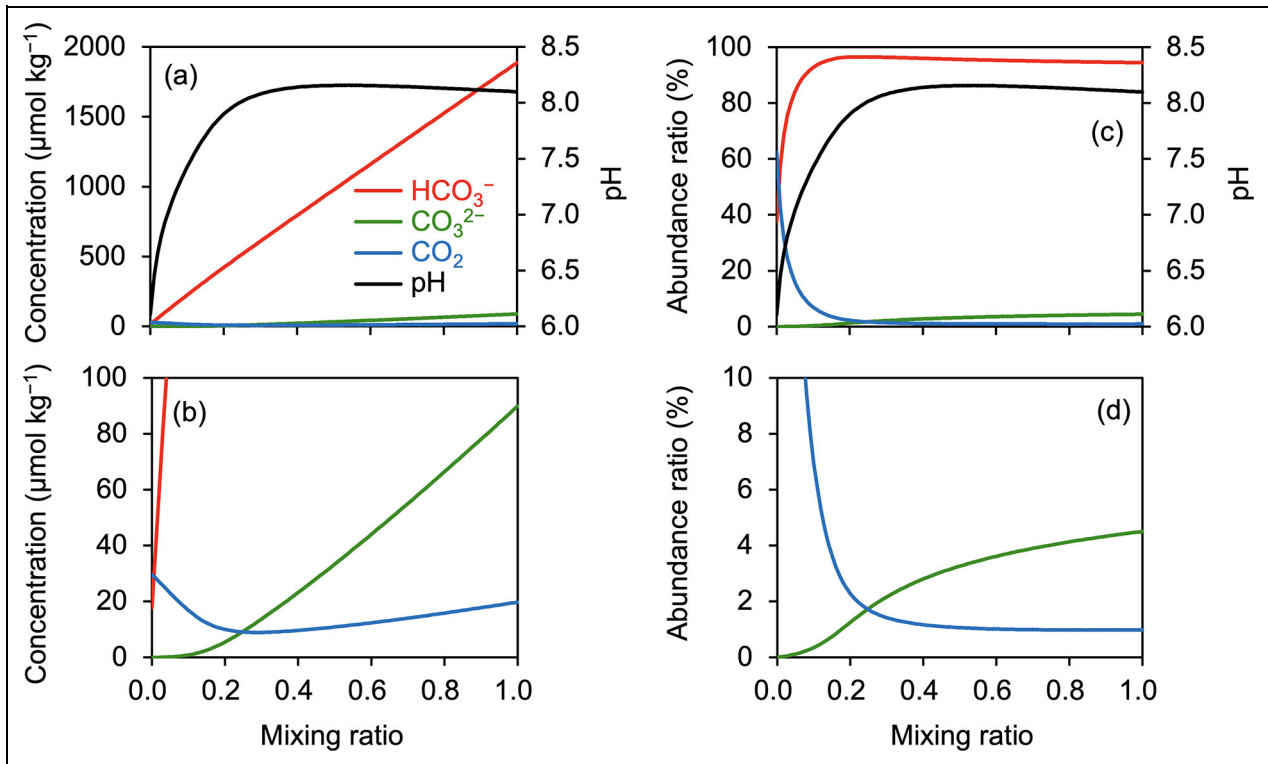 (a)
Concentration (μmol kg⁻¹)
2000
1500
1000
500
0
8.5
8.0
7.5
7.0
6.5
6.0
pH
HCO₃⁻
CO₃²⁻
CO₂
pH
(c)
Abundance ratio (%)
100
80
60
40
20
0
8.5
8.0
7.5
7.0
6.5
6.0
pH
(b)
Concentration (μmol kg⁻¹)
100
80
60
40
20
0
0.0 0.2 0.4 0.6 0.8 1.0
Mixing ratio
(d)
Abundance ratio (%)
10
8
6
4
2
0
0.0 0.2 0.4 0.6 0.8 1.0
Mixing ratio